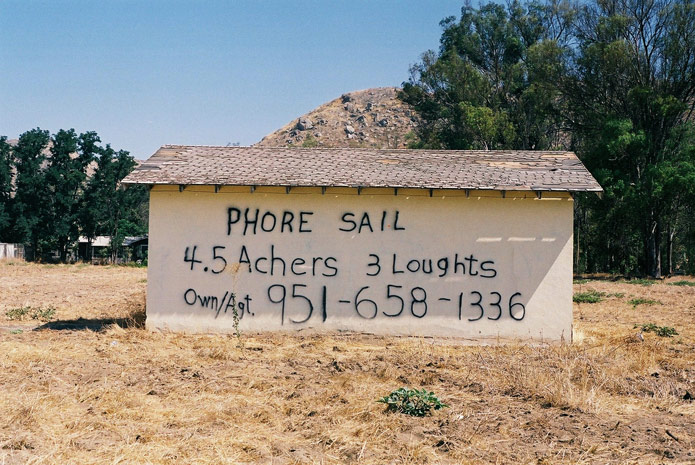 PHORE SAIL
4.5 Achers 3 Loughts
Own/Agt. 951-658-1336